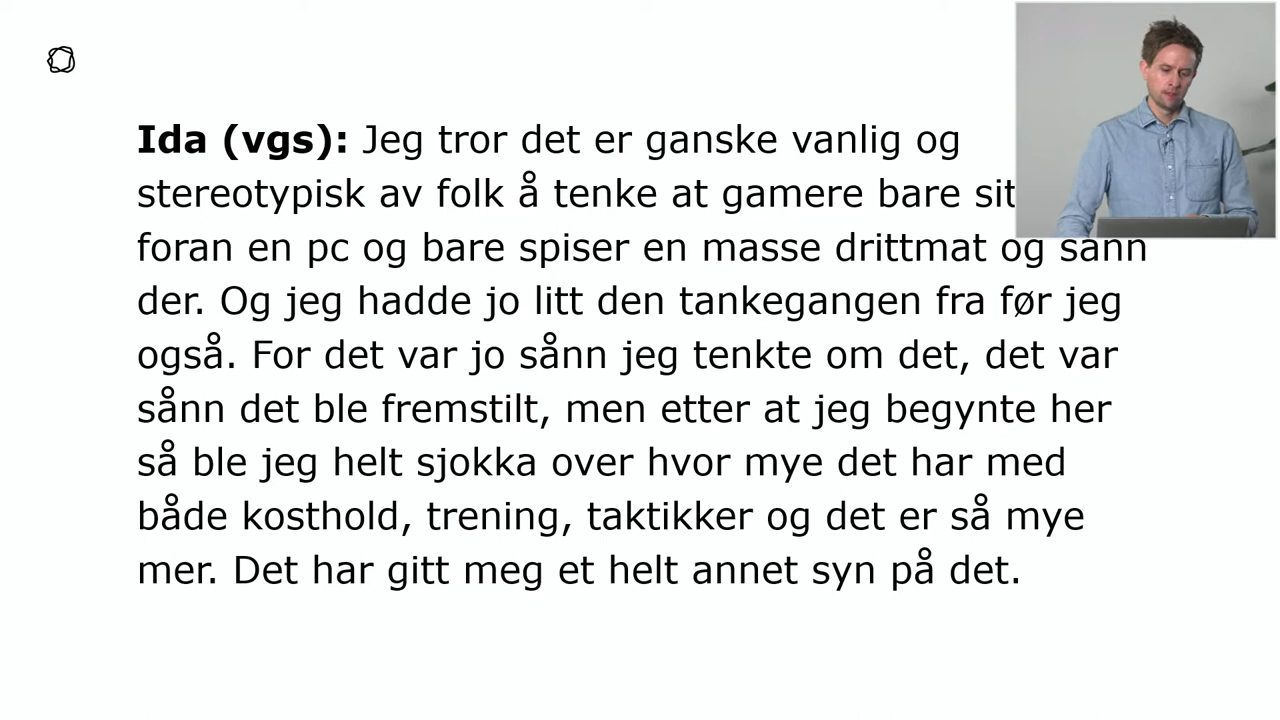 Ida (vgs): Jeg tror det er ganske vanlig og
stereotypisk av folk å tenke at gamere bare
foran en pc og bare spiser en masse drittmat og sånn
der. Og jeg hadde jo litt den tankegangen fra før jeg
også. For det var jo sånn jeg tenkte om det, det var
sånn det ble fremstilt, men etter at jeg begynte her
så ble jeg helt sjokka over hvor mye det har med
både kosthold, trening, taktikker og det er så mye
mer. Det har gitt meg et helt annet syn på det.